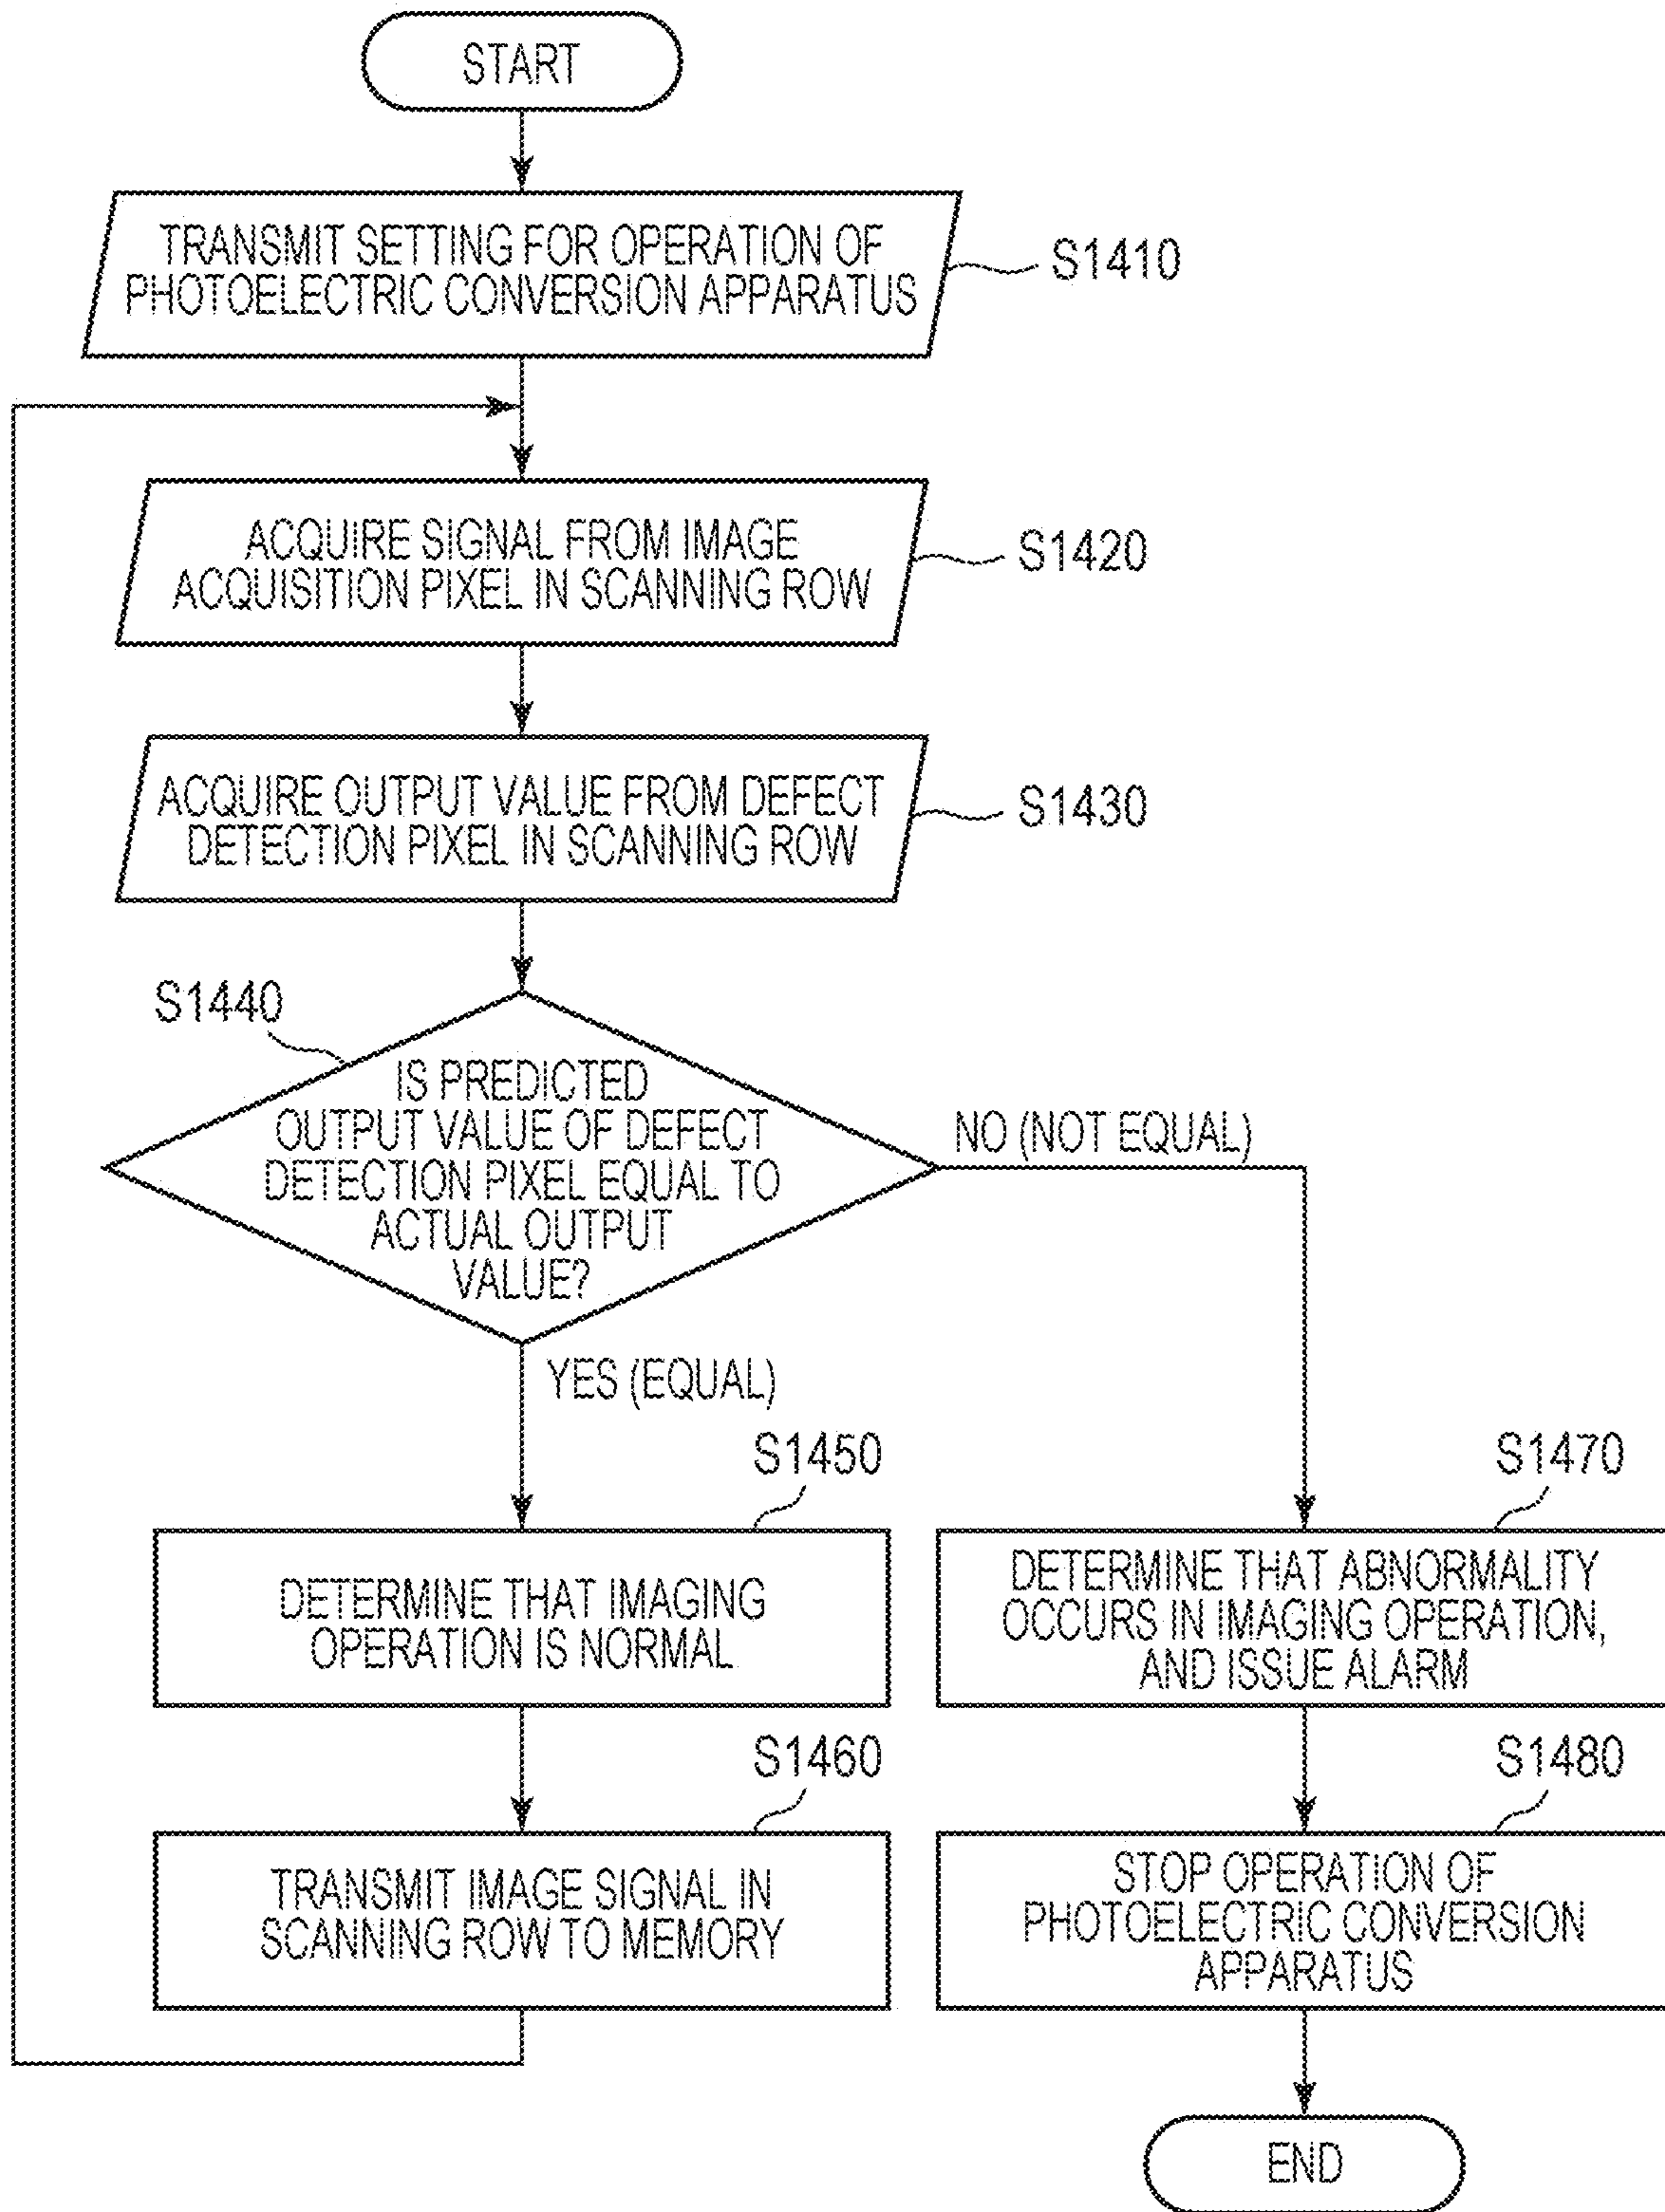 START
TRANSMIT SETTING FOR OPERATION OF
PHOTOELECTRIC CONVERSION APPARATUS
S1410
ACQUIRE SIGNAL FROM IMAGE
ACQUISITION PIXEL IN SCANNING ROW
S1420
ACQUIRE OUTPUT VALUE FROM DEFECT
DETECTION PIXEL IN SCANNING ROW
S1430
S1440
IS PREDICTED
OUTPUT VALUE OF DEFECT
DETECTION PIXEL EQUAL TO
ACTUAL OUTPUT
VALUE?
NO (NOT EQUAL)
YES (EQUAL)
S1450
DETERMINE THAT IMAGING
OPERATION IS NORMAL
S1470
DETERMINE THAT ABNORMALITY
OCCURS IN IMAGING OPERATION,
AND ISSUE ALARM
S1460
TRANSMIT IMAGE SIGNAL IN
SCANNING ROW TO MEMORY
S1480
STOP OPERATION OF
PHOTOELECTRIC CONVERSION
APPARATUS
END